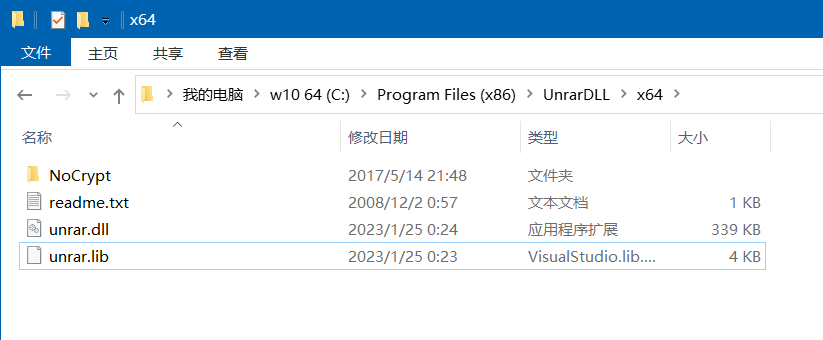 x64
文件 主页 共享 查看
我的电脑 w10 64 (C:) Program Files (x86) UnrarDLL x64
名称 修改日期 类型 大小
NoCrypt 2017/5/14 21:48 文件夹
readme.txt 2008/12/2 0:57 文本文档 1 KB
unrar.dll 2023/1/25 0:24 应用程序扩展 339 KB
unrar.lib 2023/1/25 0:23 VisualStudio.lib.... 4 KB